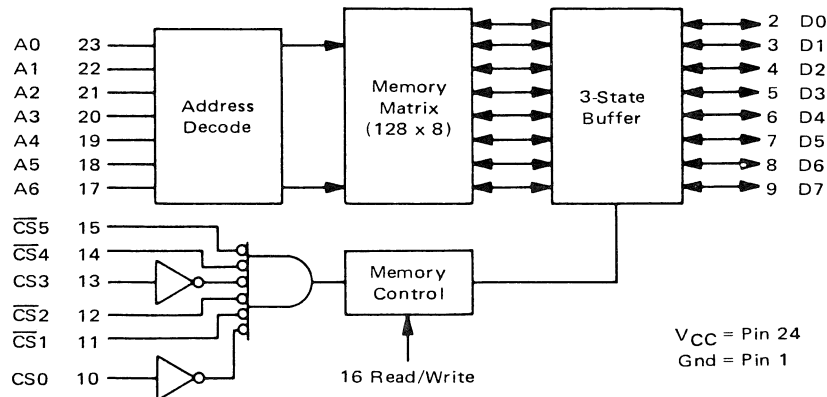 A0 23
A1 22
A2 21
A3 20
A4 19
A5 18
A6 17
Address
Decode
Memory
Matrix
(128 x 8)
3-State
Buffer
2 D0
3 D1
4 D2
5 D3
6 D4
7 D5
8 D6
9 D7
C̅S̅5 15
C̅S̅4 14
CS3 13
C̅S̅2 12
C̅S̅1 11
CS0 10
Memory
Control
16 Read/Write
VCC = Pin 24
Gnd = Pin 1